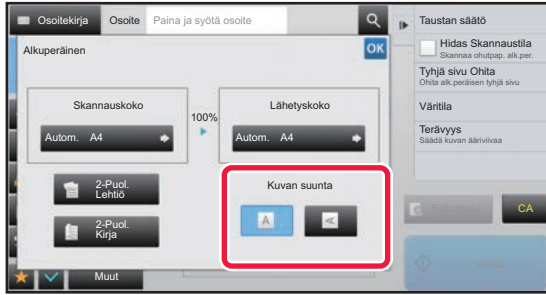 Osoitekirja
Osoite
Paina ja syötä osoite
Alkuperäinen
OK
Skannauskoko
100%
Lähetyskoko
Autom. A4
Autom. A4
2-Puol.
Lehtiö
2-Puol.
Kirja
Kuvan suunta
A
A
Muut
Taustan säätö
Hidas Skannaustila
Skannaa ohutpap. alk.per.
Tyhjä sivu Ohita
Ohita alk.peräisen tyhjä sivu
Väritila
Terävyys
Säädä kuvan ääriviivaa
CA